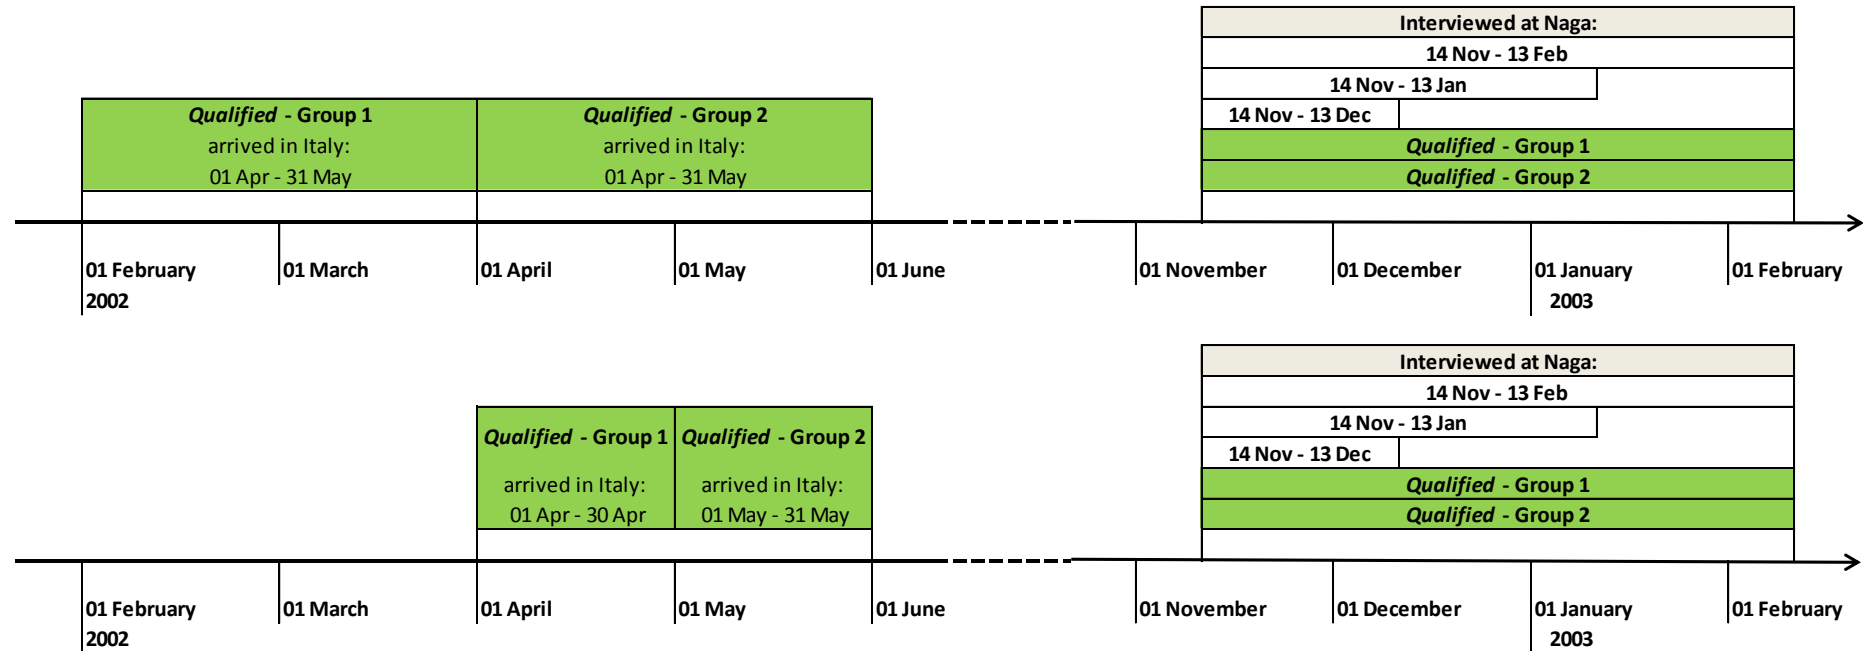 Interviewed at Naga:
14 Nov - 13 Feb
14 Nov - 13 Jan
14 Nov - 13 Dec
Qualified - Group 1
Qualified - Group 2
Qualified - Group 1
arrived in Italy:
01 Apr - 31 May
Qualified - Group 2
arrived in Italy:
01 Apr - 31 May
01 February
2002
01 March
01 April
01 May
01 June
01 November
01 December
01 January
2003
01 February
Interviewed at Naga:
14 Nov - 13 Feb
14 Nov - 13 Jan
14 Nov - 13 Dec
Qualified - Group 1
Qualified - Group 2
Qualified - Group 1
arrived in Italy:
01 Apr - 30 Apr
Qualified - Group 2
arrived in Italy:
01 May - 31 May
01 February
2002
01 March
01 April
01 May
01 June
01 November
01 December
01 January
2003
01 February